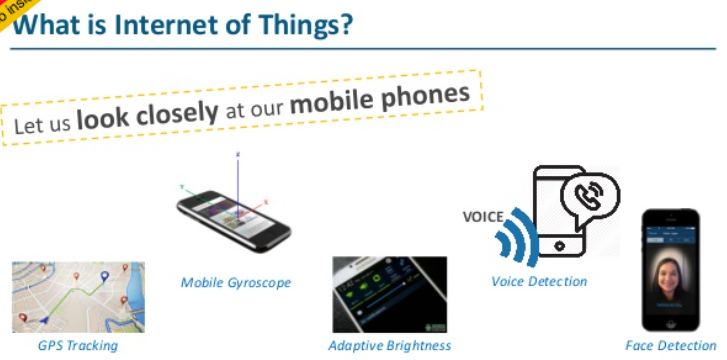 What is Internet of Things?
Let us look closely at our mobile phones
VOICE
Mobile Gyroscope
Voice Detection
GPS Tracking
Adaptive Brightness
Face Detection